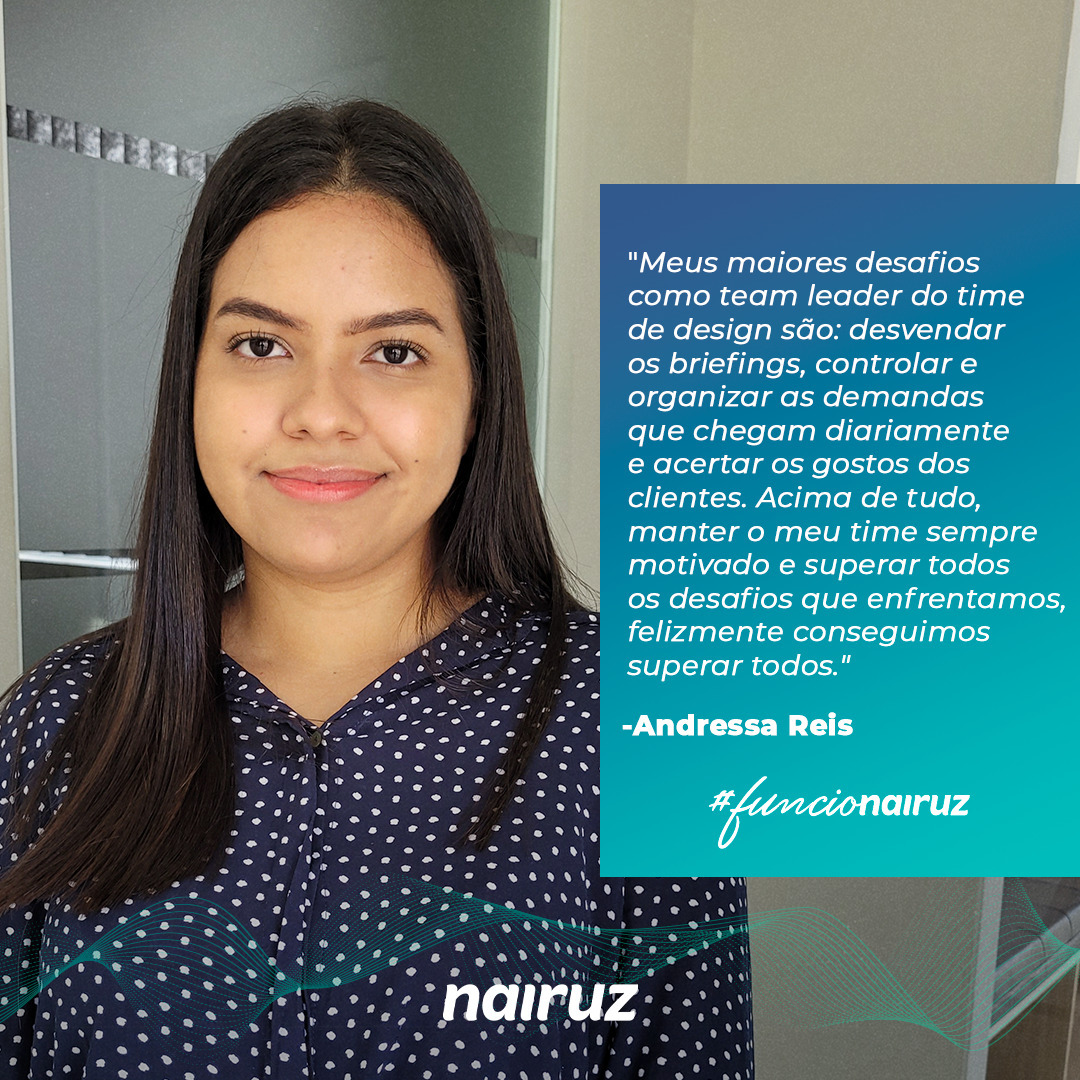 "Meus maiores desafios
como team leader do time
de design são: desvendar
os briefings, controlar e
organizar as demandas
que chegam diariamente
e acertar os gostos dos
clientes. Acima de tudo,
manter o meu time sempre
motivado e superar todos
os desafios que enfrentamos,
felizmente conseguimos
superar todos."
-Andressa Reis
#funcionairuz
nairuz